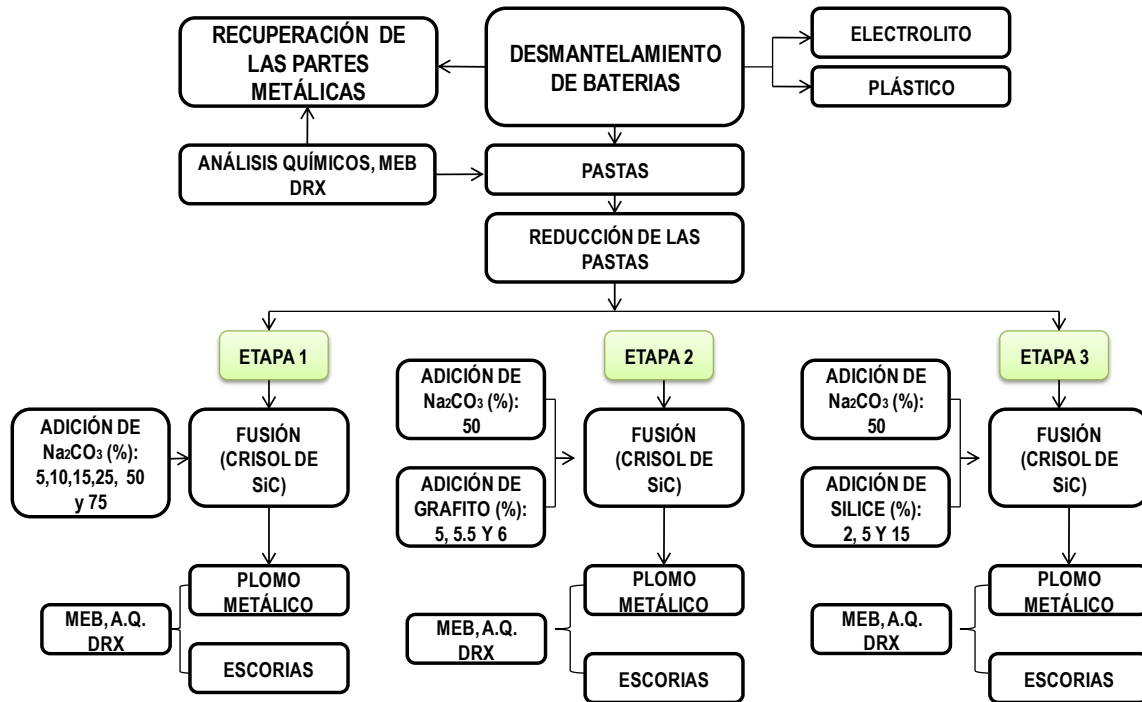 RECUPERACIÓN DE
LAS PARTES
METÁLICAS
DESMANTELAMIENTO
DE BATERIAS
ELECTROLITO
PLÁSTICO
ANÁLISIS QUÍMICOS, MEB
DRX
PASTAS
REDUCCIÓN DE LAS
PASTAS
ETAPA 1
ETAPA 2
ETAPA 3
ADICIÓN DE
Na₂CO₃ (%):
5,10,15,25, 50
y 75
FUSIÓN
(CRISOL DE
SiC)
ADICIÓN DE
Na₂CO₃ (%):
50
ADICIÓN DE
GRAFITO (%):
5, 5.5 Y 6
FUSIÓN
(CRISOL DE
SiC)
ADICIÓN DE
Na₂CO₃ (%):
50
ADICIÓN DE
SILICE (%):
2, 5 Y 15
FUSIÓN
(CRISOL DE
SiC)
MEB, A.Q.
DRX
PLOMO
METÁLICO
ESCORIAS
MEB, A.Q.
DRX
PLOMO
METÁLICO
ESCORIAS
MEB, A.Q.
DRX
PLOMO
METÁLICO
ESCORIAS